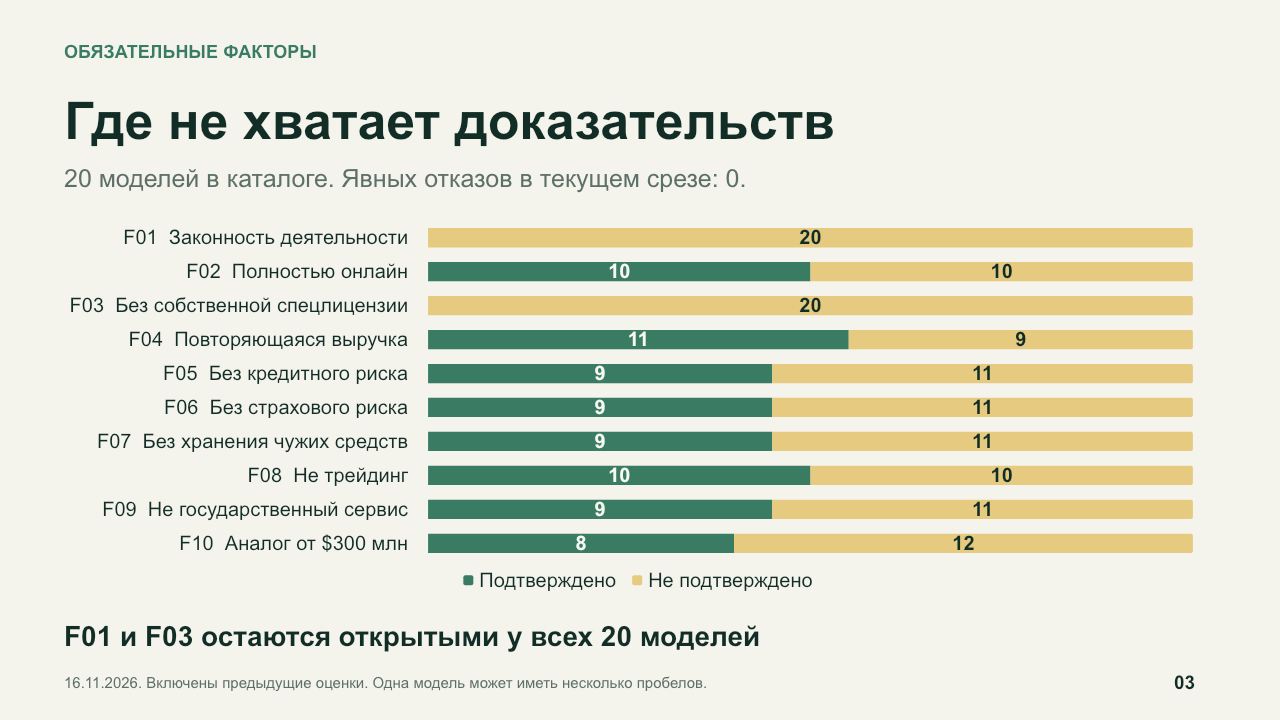 ОБЯЗАТЕЛЬНЫЕ ФАКТОРЫ
Где не хватает доказательств
20 моделей в каталоге. Явных отказов в текущем срезе: 0.
F01 Законность деятельности 20
F02 Полностью онлайн 10 10
F03 Без собственной спецлицензии 20
F04 Повторяющаяся выручка 11 9
F05 Без кредитного риска 9 11
F06 Без страхового риска 9 11
F07 Без хранения чужих средств 9 11
F08 Не трейдинг 10 10
F09 Не государственный сервис 9 11
F10 Аналог от $300 млн 8 12
Подтверждено Не подтверждено
F01 и F03 остаются открытыми у всех 20 моделей
16.11.2026. Включены предыдущие оценки. Одна модель может иметь несколько пробелов.
03